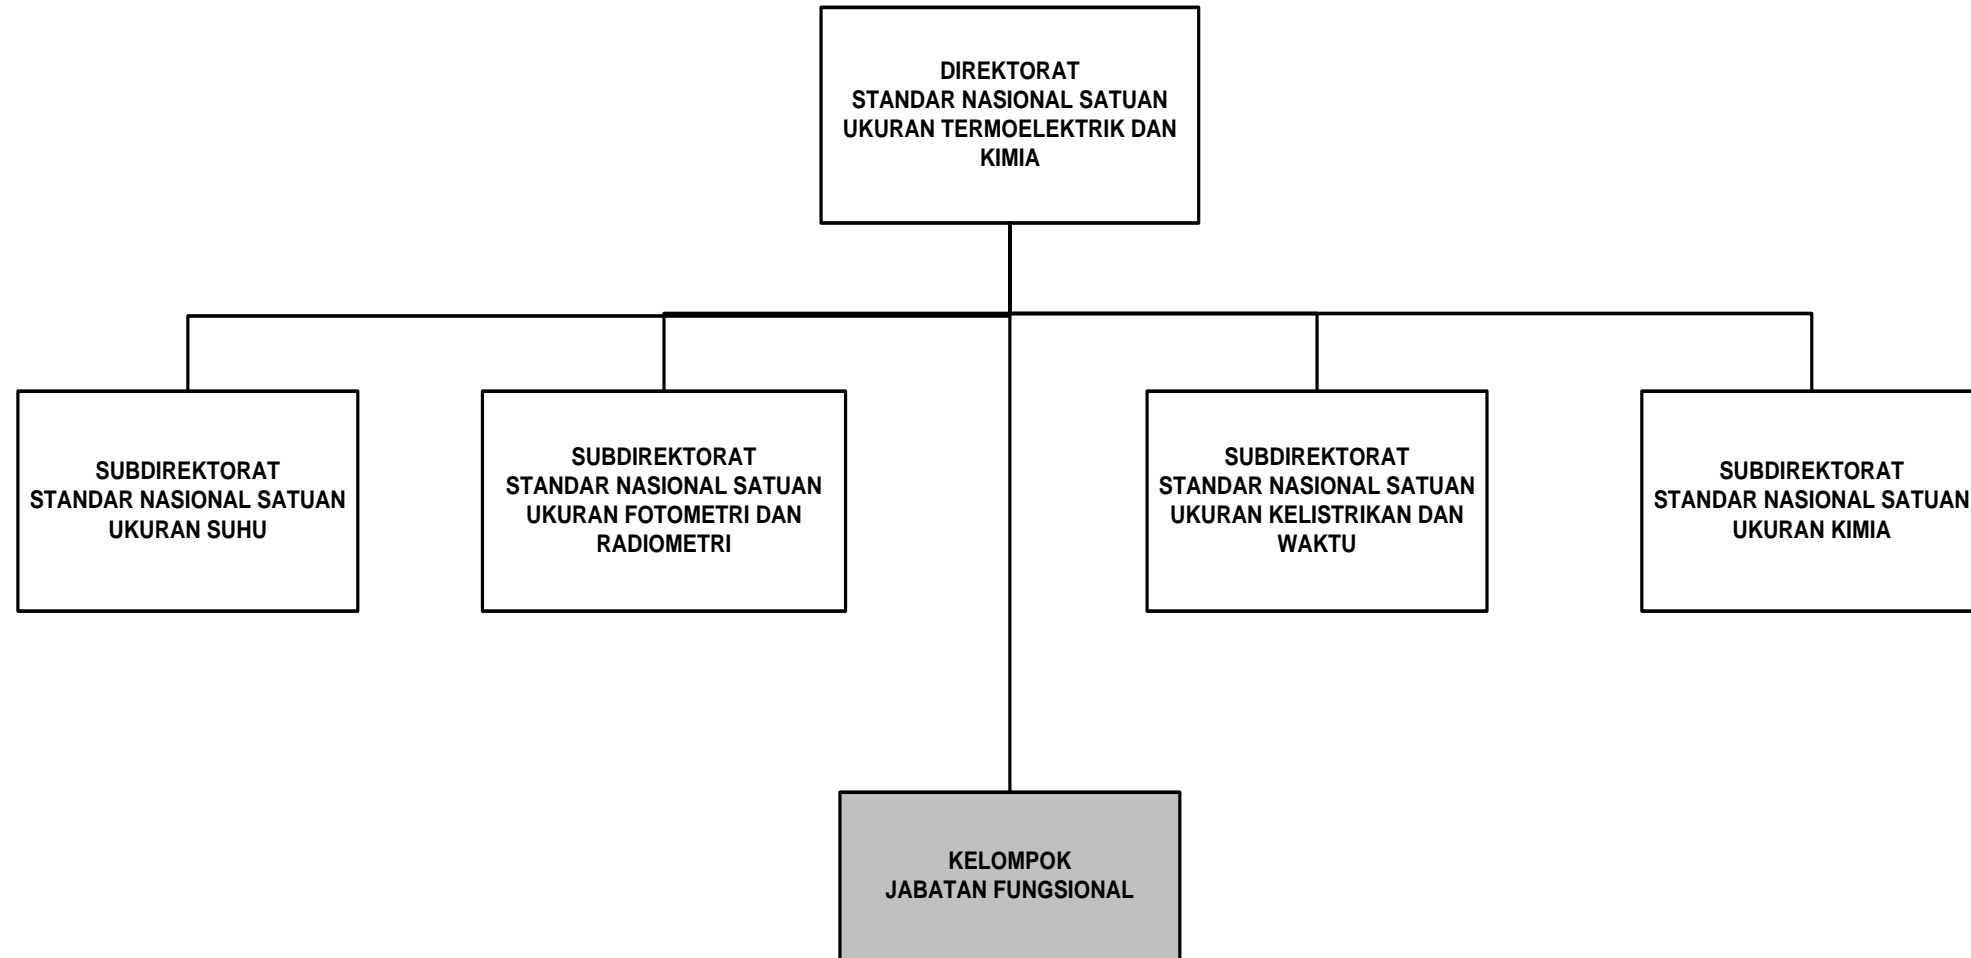 DIREKTORAT
STANDAR NASIONAL SATUAN
UKURAN TERMOELEKTRIK DAN
KIMIA
SUBDIREKTORAT
STANDAR NASIONAL SATUAN
UKURAN SUHU
SUBDIREKTORAT
STANDAR NASIONAL SATUAN
UKURAN FOTOMETRI DAN
RADIOMETRI
SUBDIREKTORAT
STANDAR NASIONAL SATUAN
UKURAN KELISTRIKAN DAN
WAKTU
SUBDIREKTORAT
STANDAR NASIONAL SATUAN
UKURAN KIMIA
KELOMPOK
JABATAN FUNGSIONAL